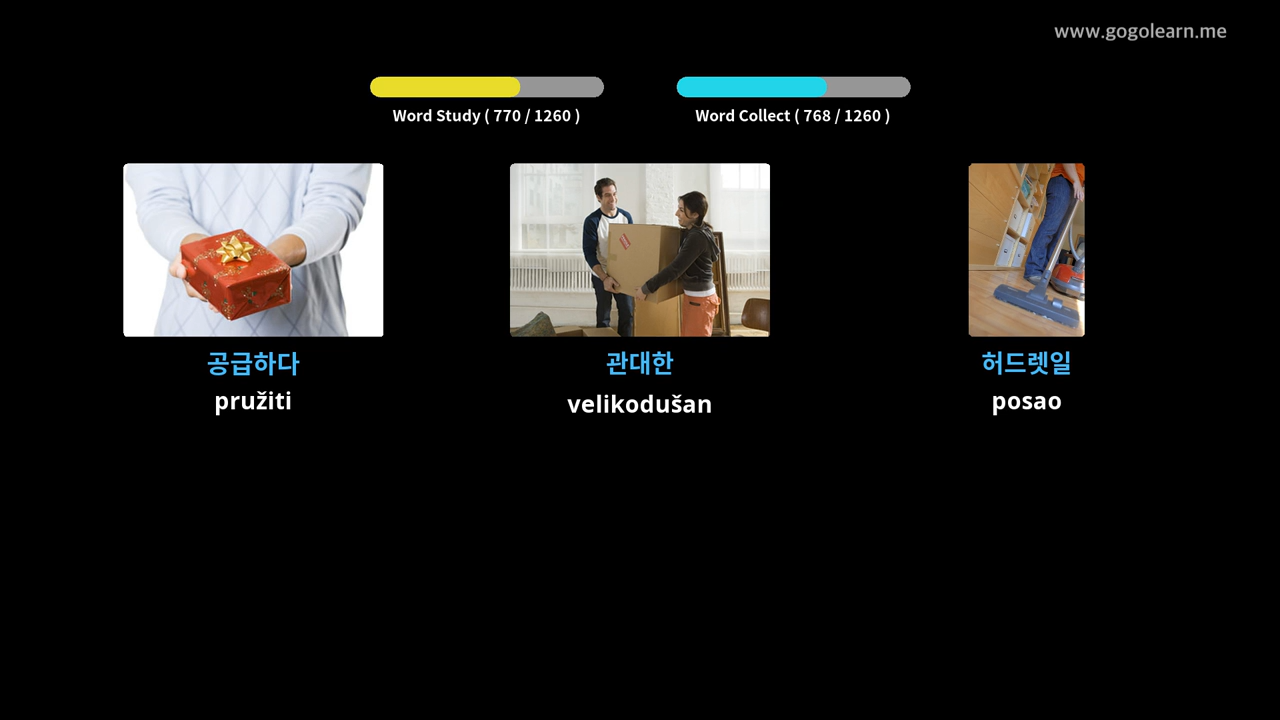 www.gogolearn.me
Word Study ( 770 / 1260 )
Word Collect ( 768 / 1260 )
공급하다
pružiti
관대한
velikodušan
허드렛일
posao